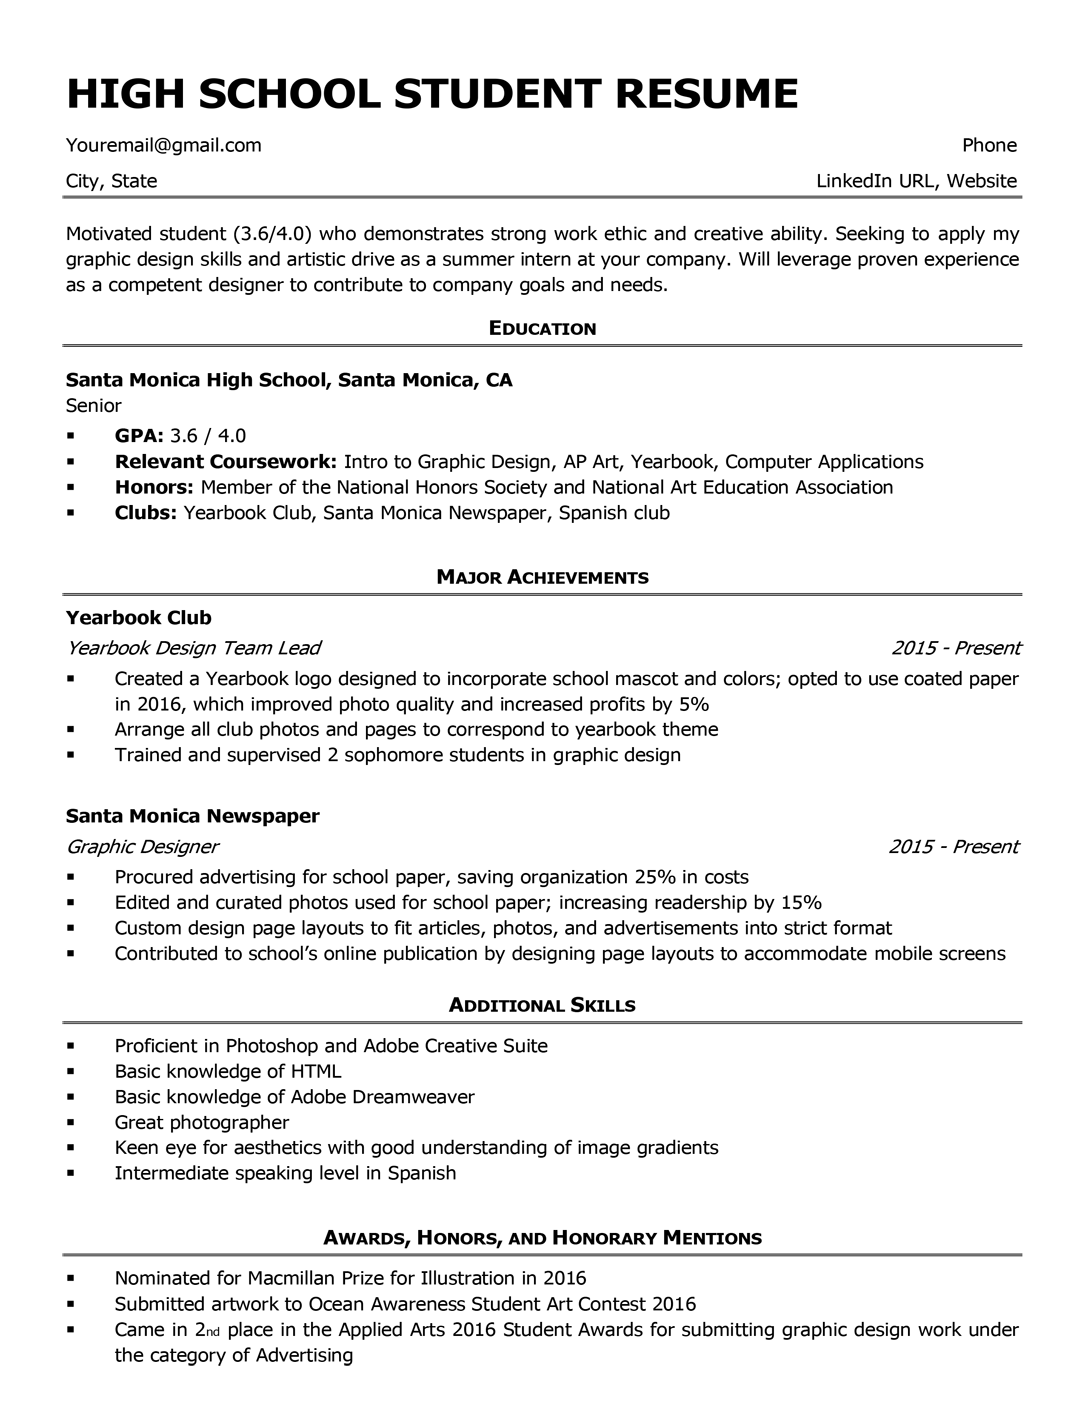 HIGH SCHOOL STUDENT RESUME
Youremail@gmail.com Phone
City, State LinkedIn URL, Website
Motivated student (3.6/4.0) who demonstrates strong work ethic and creative ability. Seeking to apply my
graphic design skills and artistic drive as a summer intern at your company. Will leverage proven experience
as a competent designer to contribute to company goals and needs.
EDUCATION
Santa Monica High School, Santa Monica, CA
Senior
▪ GPA: 3.6 / 4.0
▪ Relevant Coursework: Intro to Graphic Design, AP Art, Yearbook, Computer Applications
▪ Honors: Member of the National Honors Society and National Art Education Association
▪ Clubs: Yearbook Club, Santa Monica Newspaper, Spanish club
MAJOR ACHIEVEMENTS
Yearbook Club
Yearbook Design Team Lead 2015 - Present
▪ Created a Yearbook logo designed to incorporate school mascot and colors; opted to use coated paper
in 2016, which improved photo quality and increased profits by 5%
▪ Arrange all club photos and pages to correspond to yearbook theme
▪ Trained and supervised 2 sophomore students in graphic design
Santa Monica Newspaper
Graphic Designer 2015 - Present
▪ Procured advertising for school paper, saving organization 25% in costs
▪ Edited and curated photos used for school paper; increasing readership by 15%
▪ Custom design page layouts to fit articles, photos, and advertisements into strict format
▪ Contributed to school’s online publication by designing page layouts to accommodate mobile screens
ADDITIONAL SKILLS
▪ Proficient in Photoshop and Adobe Creative Suite
▪ Basic knowledge of HTML
▪ Basic knowledge of Adobe Dreamweaver
▪ Great photographer
▪ Keen eye for aesthetics with good understanding of image gradients
▪ Intermediate speaking level in Spanish
AWARDS, HONORS, AND HONORARY MENTIONS
▪ Nominated for Macmillan Prize for Illustration in 2016
▪ Submitted artwork to Ocean Awareness Student Art Contest 2016
▪ Came in 2nd place in the Applied Arts 2016 Student Awards for submitting graphic design work under
the category of Advertising